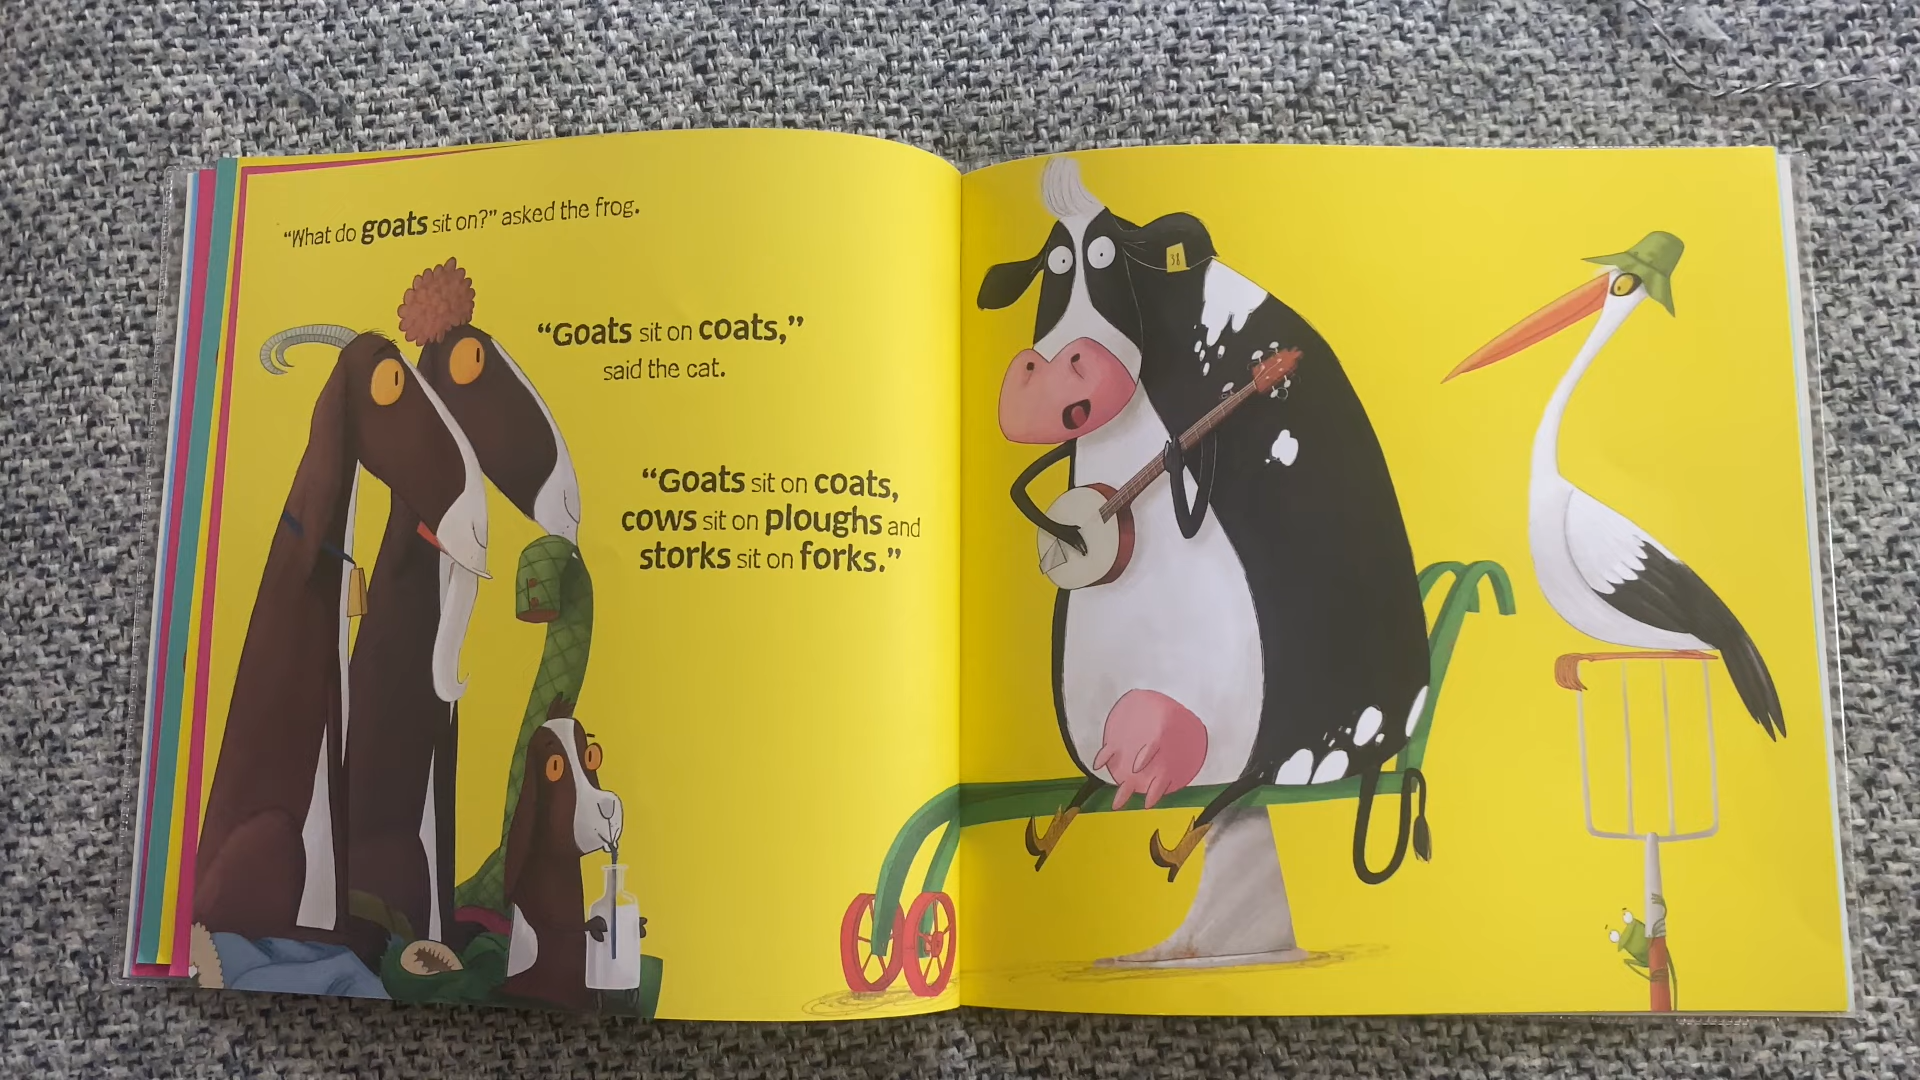 “What do goats sit on?” asked the frog.
“Goats sit on coats,”
said the cat.
“Goats sit on coats,
cows sit on ploughs and
storks sit on forks.”
38